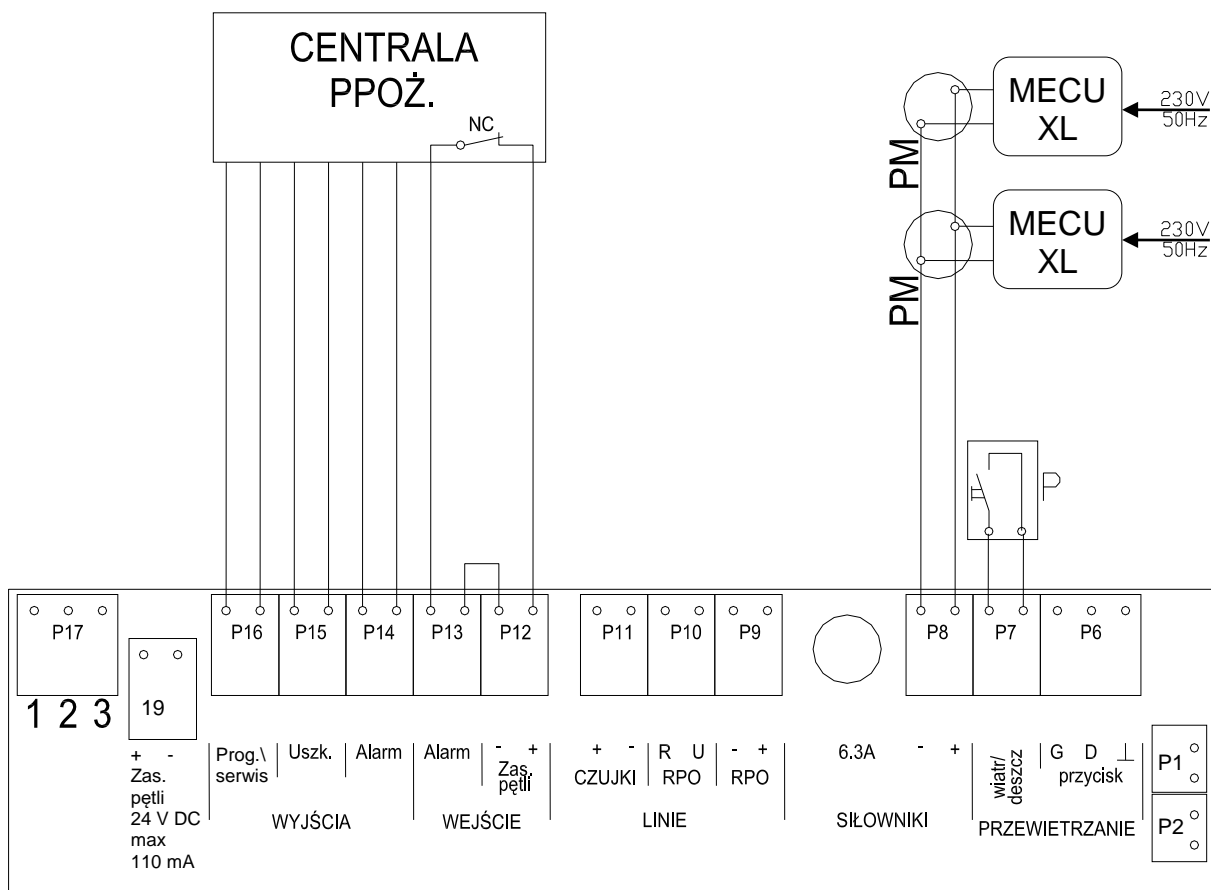 CENTRALA
PPOŻ.
NC
MECU
XL
230V
50Hz
PM
MECU
XL
230V
50Hz
PM
P17
P16
P15
P14
P13
P12
P11
P10
P9
P8
P7
P6
1 2 3
19
+ -
Zas.
pętli
24 V DC
max
110 mA
Prog.\
serwis
Uszk.
Alarm
WYJŚCIA
Alarm
- +
Zas.
pętli
WEJŚCIE
+ -
CZUJKI
R U
RPO
- +
RPO
LINIE
6.3A - +
SIŁOWNIKI
wiatr/
deszcz
G D ⊥
przycisk
PRZEWIETRZANIE
P1
P2